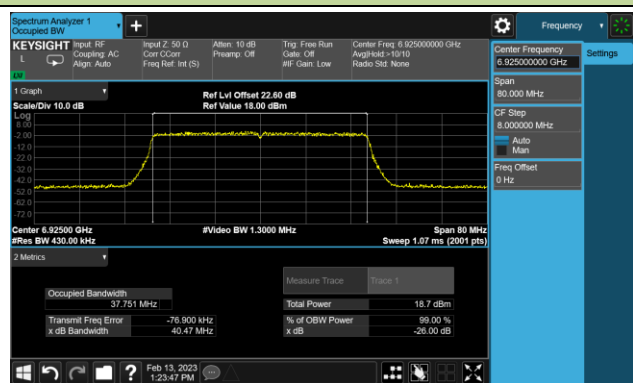 Spectrum Analyzer 1
Occupied BW
+
Frequency
KEYSIGHT
L
Input: RF
Coupling: AC
Align: Auto
Input Z: 50 Ω
Corr CCorr
Freq Ref: Int (S)
Atten: 10 dB
Preamp: Off
Trig: Free Run
Gate: Off
#IF Gain: Low
Center Freq: 6.925000000 GHz
Avg|Hold:>10/10
Radio Std: None
Center Frequency
6.925000000 GHz
Settings
Span
80.000 MHz
CF Step
8.000000 MHz
Auto
Man
Freq Offset
0 Hz
1 Graph
Scale/Div 10.0 dB
Ref Lvl Offset 22.60 dB
Ref Value 18.00 dBm
Log
8.00
-2.00
-12.0
-22.0
-32.0
-42.0
-52.0
-62.0
-72.0
Center 6.92500 GHz
#Res BW 430.00 kHz
#Video BW 1.3000 MHz
Span 80 MHz
Sweep 1.07 ms (2001 pts)
2 Metrics
Measure Trace
Trace 1
Occupied Bandwidth
37.751 MHz
Total Power
18.7 dBm
Transmit Freq Error
-76.900 kHz
% of OBW Power
99.00 %
x dB Bandwidth
40.47 MHz
x dB
-26.00 dB
?
Feb 13, 2023
1:23:47 PM